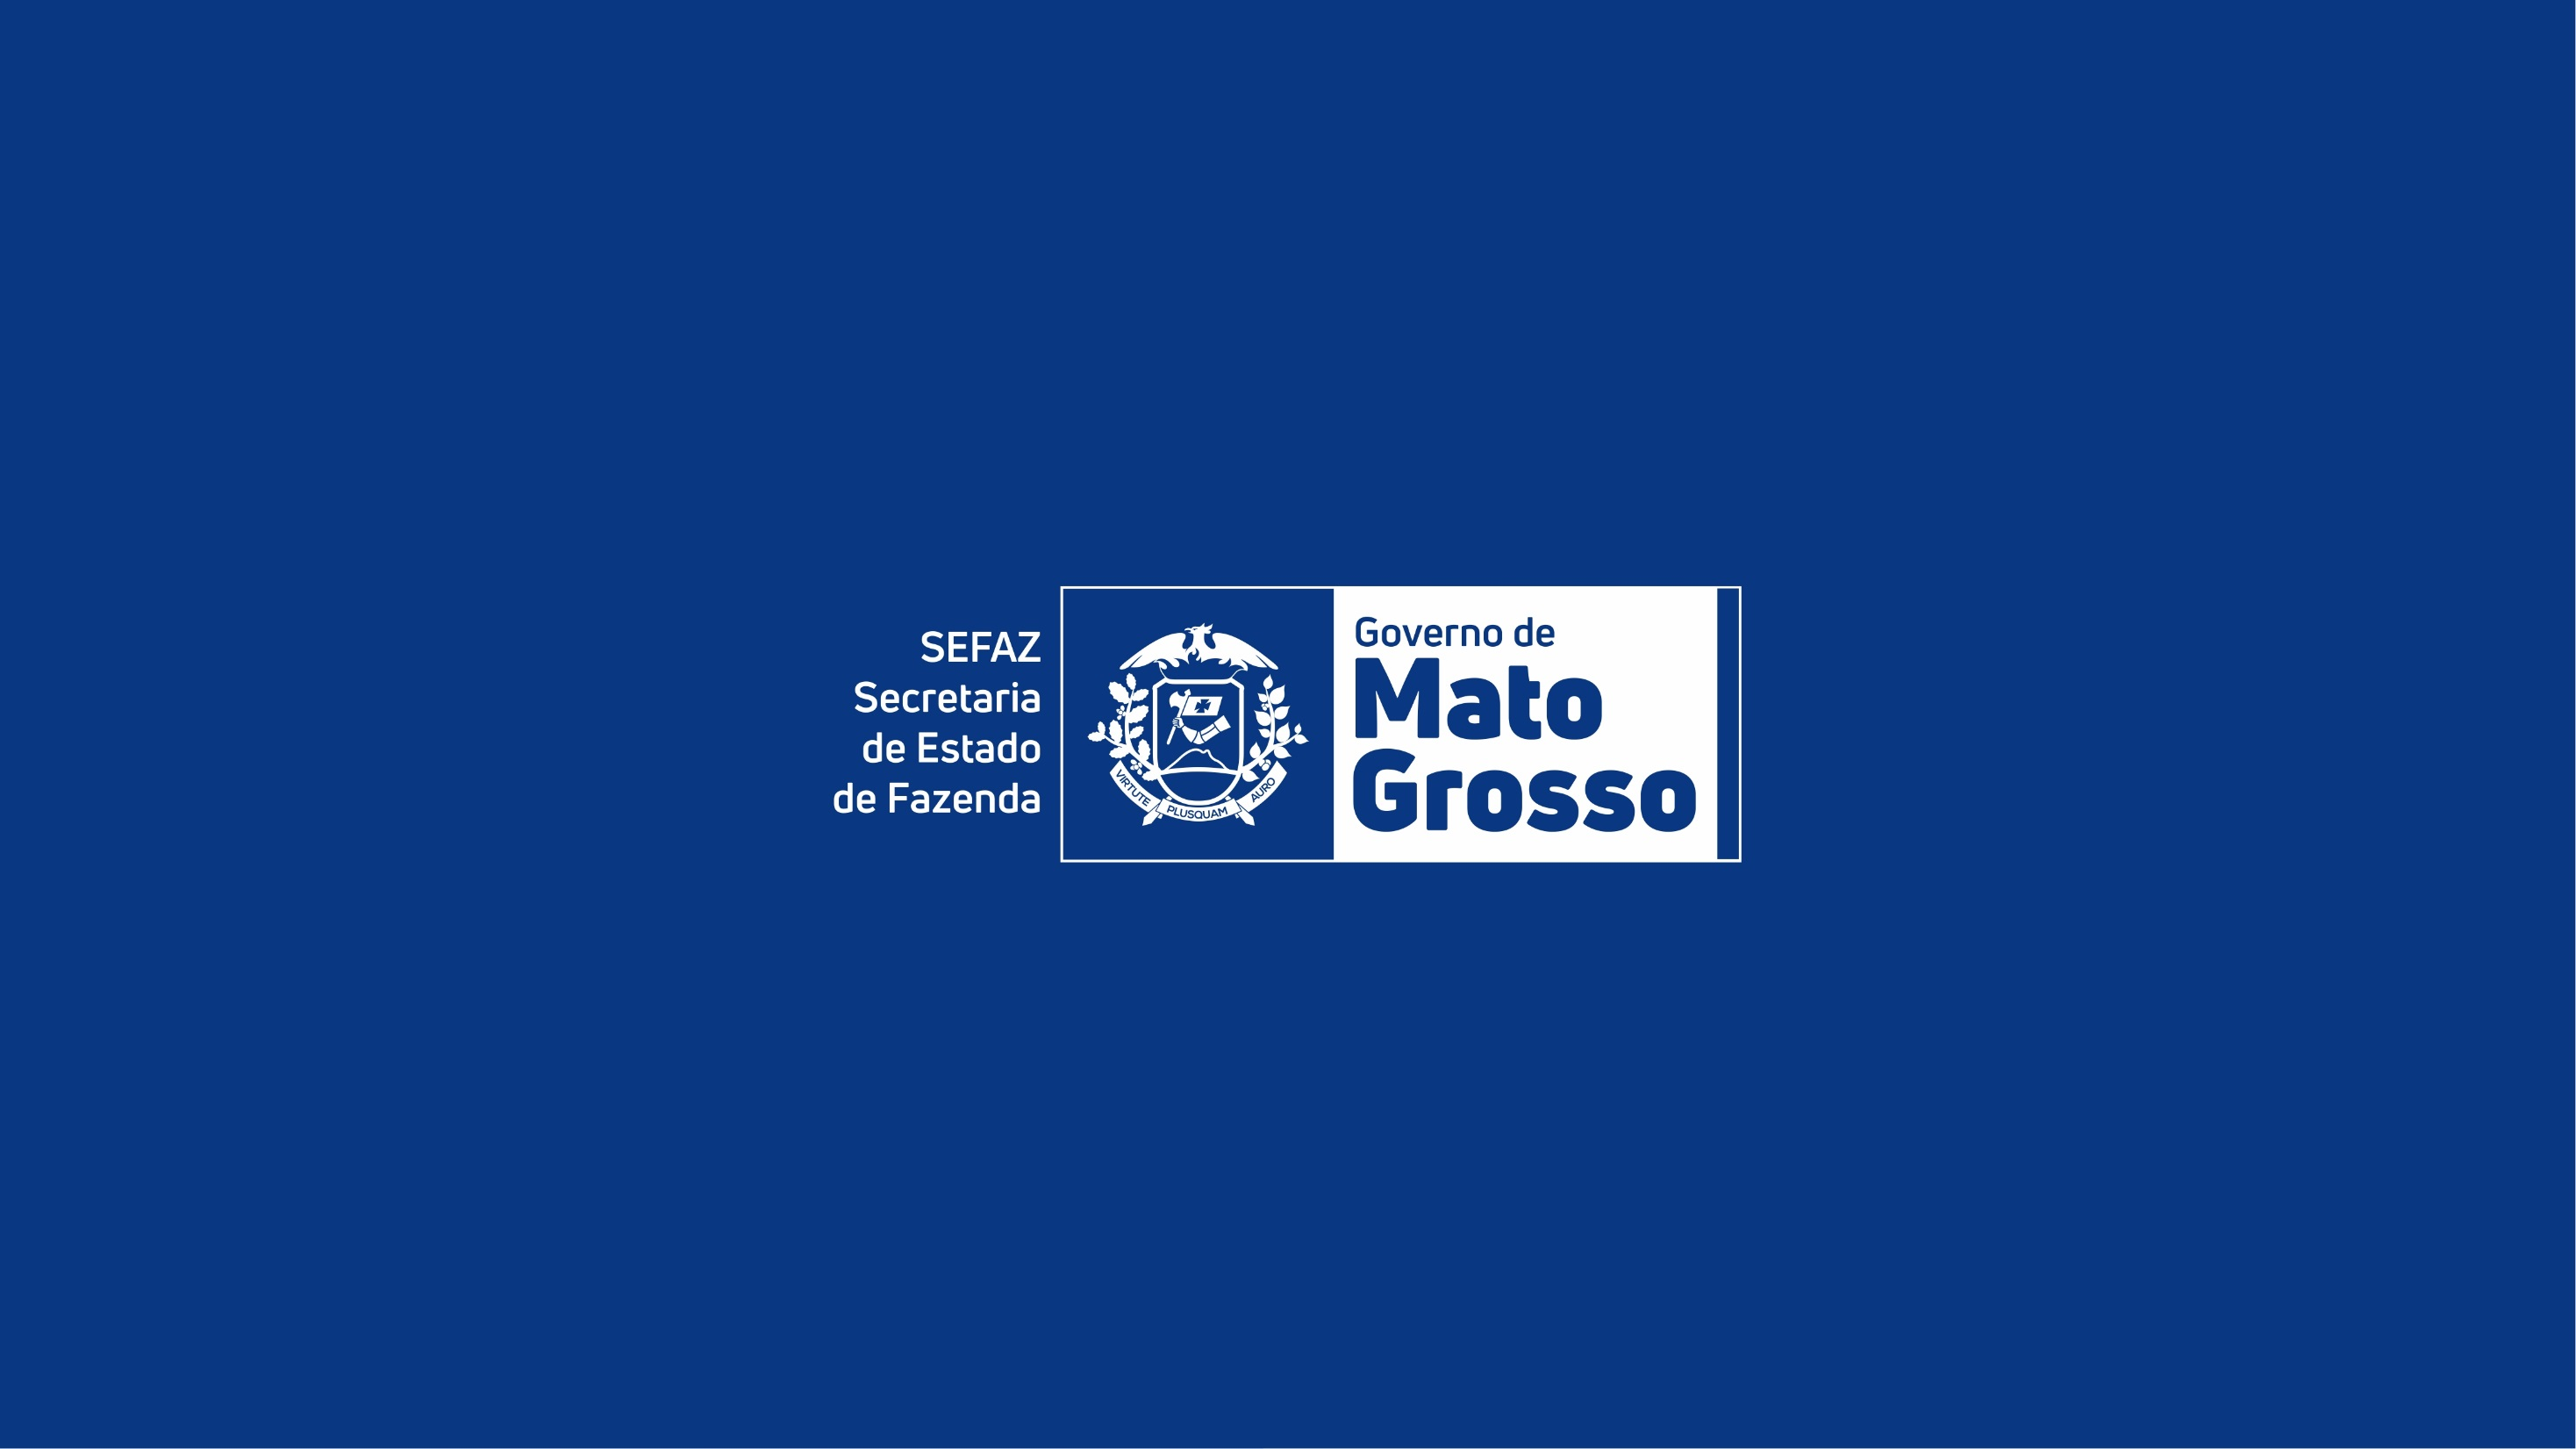 SEFAZ
Secretaria
de Estado
de Fazenda
VIRTUTE PLUSQUAM AURO
Governo de
Mato
Grosso